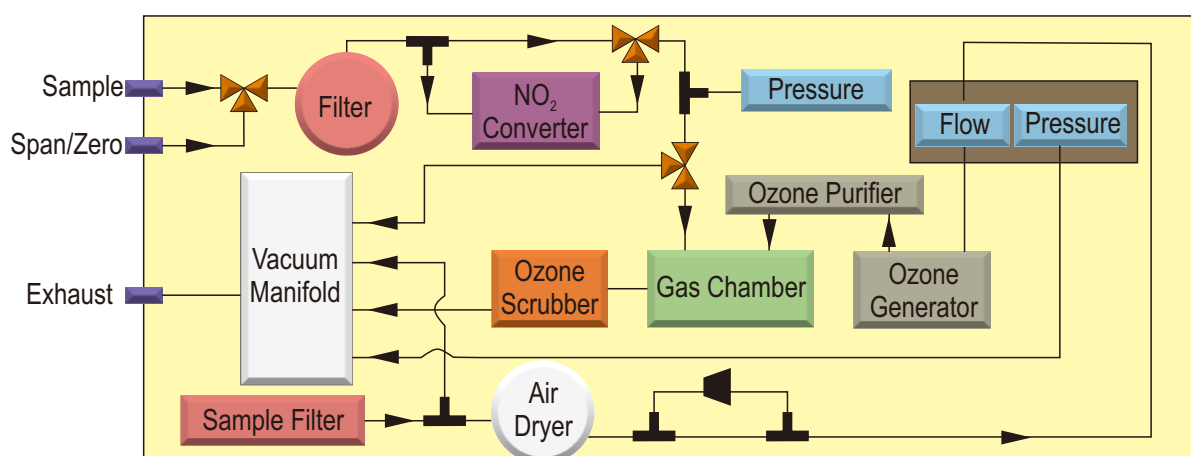 Sample
Span/Zero
Exhaust
Filter
NO₂
Converter
Pressure
Flow
Pressure
Vacuum
Manifold
Ozone
Scrubber
Gas Chamber
Ozone Purifier
Ozone
Generator
Sample Filter
Air
Dryer